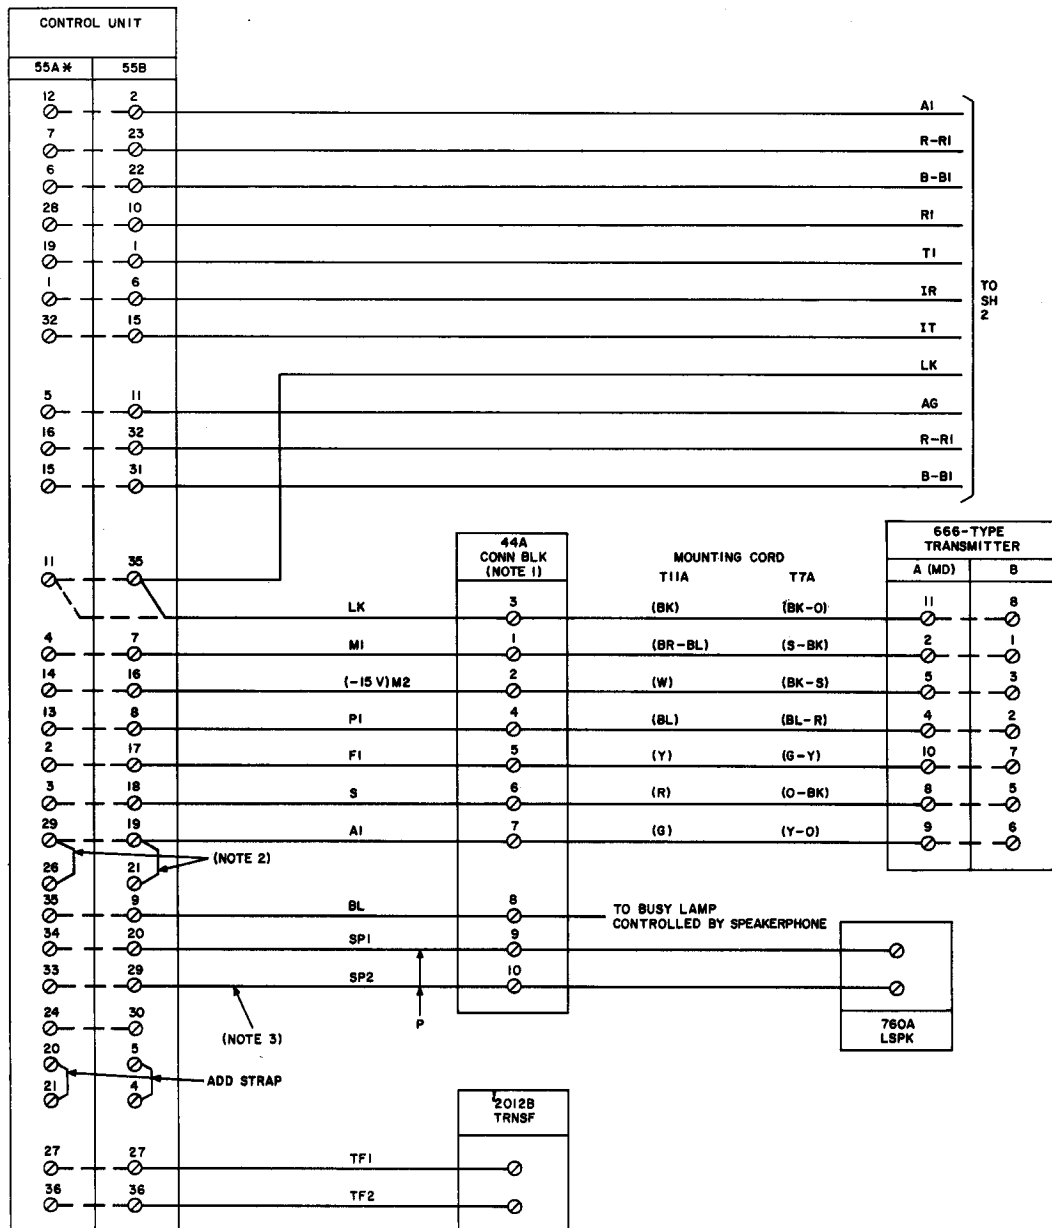 CONTROL UNIT
55A* 55B
12 2 A1
7 23 R-R1
6 22 B-B1
28 10 R1
19 1 T1
1 6 1R
32 15 1T
TO
SH
2
LK
5 11 AG
16 32 R-R1
15 31 B-B1
44A
CONN BLK
(NOTE 1)
MOUNTING CORD
T11A T7A
666-TYPE
TRANSMITTER
A (MD) B
11 35
LK 3 (BK) (BK-O) 11 8
4 7 M1 1 (BR-BL) (S-BK) 2 1
14 16 (-15 V) M2 2 (W) (BK-S) 5 3
13 8 P1 4 (BL) (BL-R) 4 2
2 17 F1 5 (Y) (G-Y) 10 7
3 18 S 6 (R) (O-BK) 8 5
29 19 A1 7 (G) (Y-O) 9 6
(NOTE 2)
26 21
35 9 BL 8
TO BUSY LAMP
CONTROLLED BY SPEAKERPHONE
34 20 SP1 9
33 29 SP2 10
P
(NOTE 3)
24 30
760A
LSPK
20 5
ADD STRAP
21 4
2012B
TRNSF
27 27 TF1
36 36 TF2